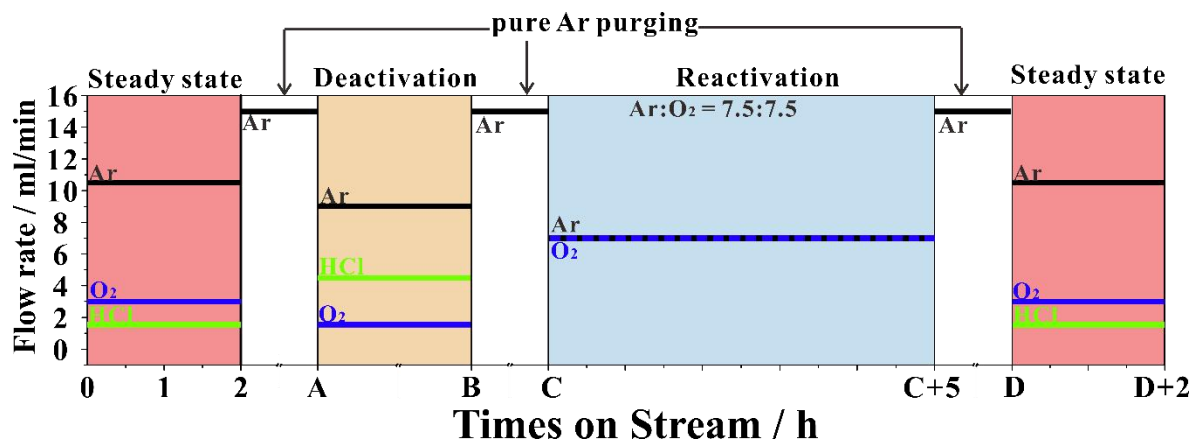 pure Ar purging
Steady state
Deactivation
Reactivation
Steady state
Flow rate / ml/min
16
14
12
10
8
6
4
2
0
Ar
O₂
HCl
Ar
Ar
HCl
O₂
Ar
Ar:O₂ = 7.5:7.5
Ar
O₂
Ar
Ar
O₂
HCl
0 1 2 A B C C+5 D D+2
Times on Stream / h